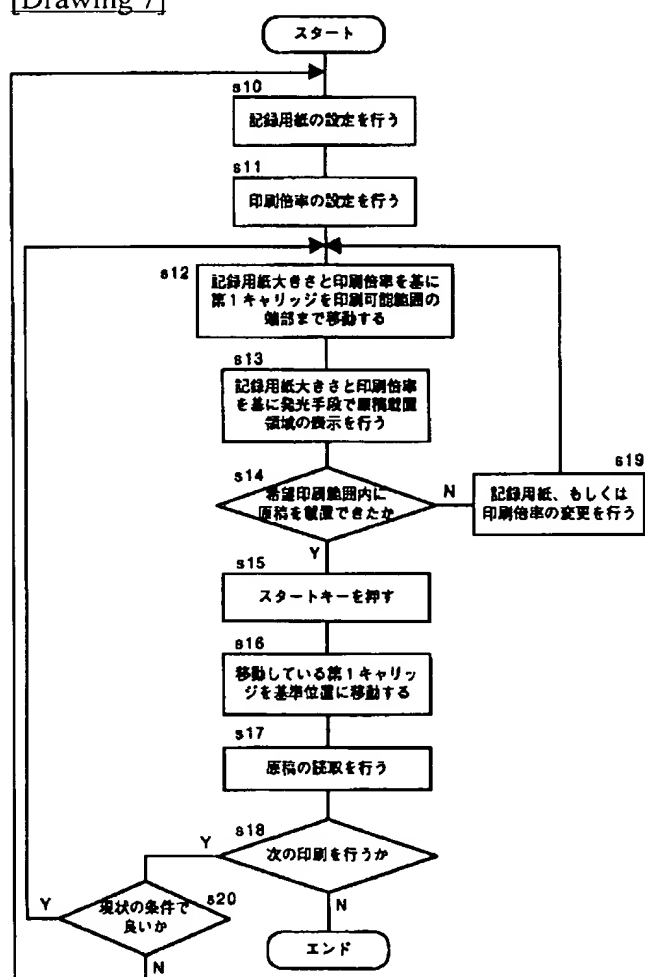 [Drawing 7]
スタート
s10
記録用紙の設定を行う
s11
印刷倍率の設定を行う
s12
記録用紙大きさと印刷倍率を基に
第1キャリッジを印刷可能範囲の
端部まで移動する
s13
記録用紙大きさと印刷倍率
を基に発光手段で原稿載置
領域の表示を行う
s14
希望印刷範囲内に
原稿を載置できたか
N
s19
記録用紙、もしくは
印刷倍率の変更を行う
Y
s15
スタートキーを押す
s16
移動している第1キャリッ
ジを基準位置に移動する
s17
原稿の読取を行う
s18
Y
次の印刷を行うか
N
s20
Y
現状の条件で
良いか
N
エンド